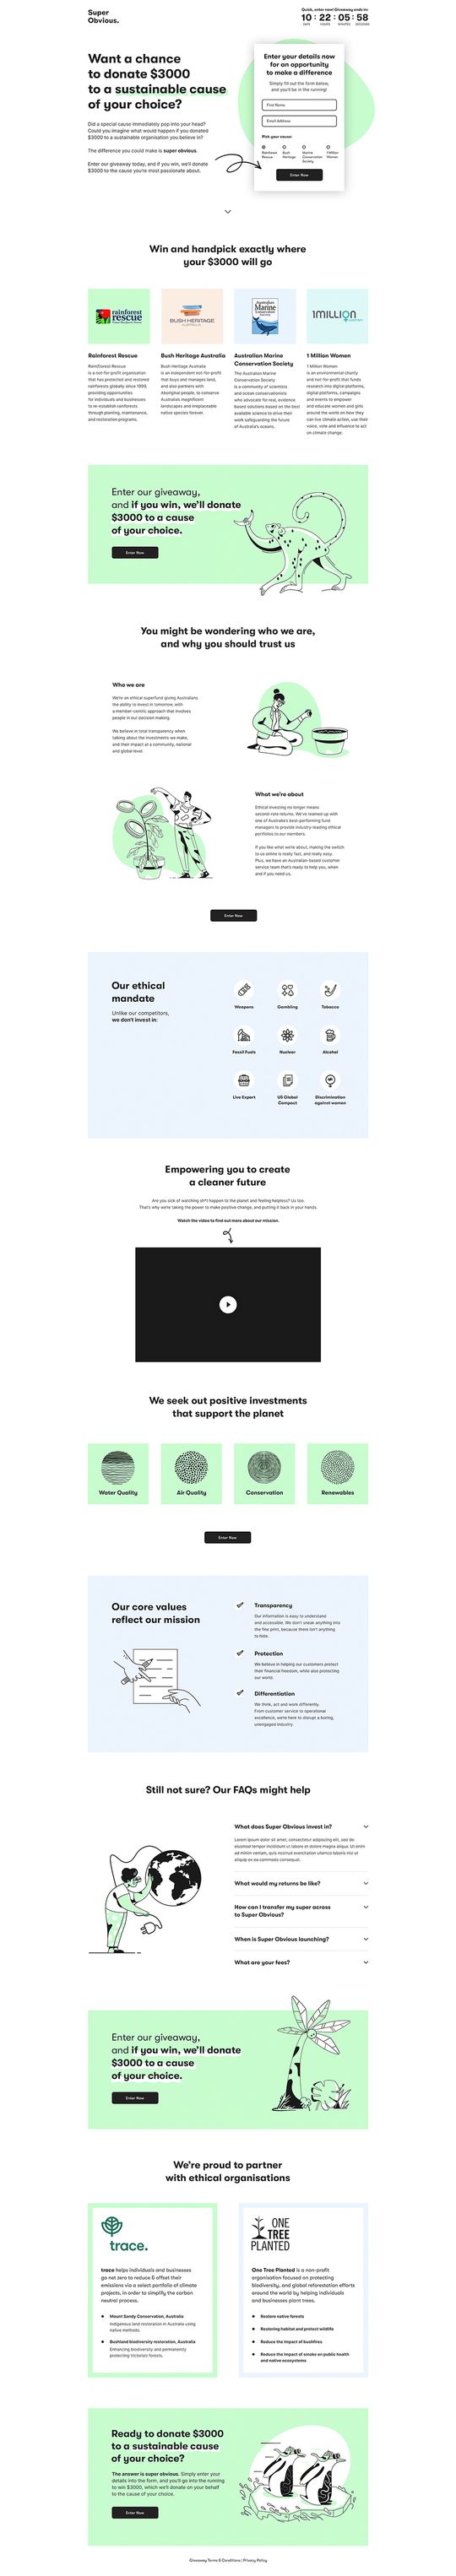 Super
Obvious.
Quick, enter now! Giveaway ends in:
10 : 22 : 05 : 58
DAYS HOURS MINUTES SECONDS
Want a chance
to donate $3000
to a sustainable cause
of your choice?
Did a special cause immediately pop into your head?
Could you imagine what would happen if you donated
$3000 to a sustainable organisation you believe in?
The difference you could make is super obvious.
Enter our giveaway today, and if you win, we'll donate
$3000 to the cause you're most passionate about.
Enter your details now
for an opportunity
to make a difference
Simply fill out the form below,
and you'll be in the running!
First Name
Email Address
Pick your cause:
Rainforest
Rescue
Bush
Heritage
Marine
Conservation
Society
1 Million
Women
Enter Now
Win and handpick exactly where
your $3000 will go
rainforest
rescue
BUSH HERITAGE
AUSTRALIA
Australian
Marine
1MILLION
WOMEN
Rainforest Rescue
Rainforest Rescue
is a not-for-profit organisation
that has protected and restored
rainforests globally since 1999,
providing opportunities
for individuals and businesses
to re-establish rainforests
through planting, maintenance,
and restoration programs.
Bush Heritage Australia
Bush Heritage Australia
is an independent not-for-profit
that buys and manages land,
and also partners with
Aboriginal people, to conserve
Australia's magnificent
landscapes and irreplaceable
native species forever.
Australian Marine
Conservation Society
The Australian Marine
Conservation Society
is a community of scientists
and ocean conservationists
who advocate for real, evidence
based solutions based on the best
available science to drive their
work safeguarding the future
of Australia's oceans.
1 Million Women
1 Million Women
is an environmental charity
and not-for-profit that funds
research into digital platforms,
digital platforms, campaigns
and events to empower
and educate women and girls
around the world on how they
can live climate action, use their
voice, vote and influence to act
on climate change.
Enter our giveaway,
and if you win, we'll donate
$3000 to a cause
of your choice.
Enter Now
You might be wondering who we are,
and why you should trust us
Who we are
We're an ethical superfund giving Australians
the ability to invest in tomorrow, with
a member-centric approach that involves
people in our decision making.
We believe in total transparency when
talking about the investments we make,
and their impact at a community, national
and global level.
What we're about
Ethical investing no longer means
second-rate returns. We've teamed up with
one of Australia's best-performing fund
managers to provide industry-leading ethical
portfolios to our members.
If you like what we're about, making the switch
to us online is really fast, and really easy.
Plus, we have an Australian-based customer
service team that's ready to help you, when
and if you need us.
Enter Now
Our ethical
mandate
Unlike our competitors,
we don't invest in:
Weapons
Gambling
Tobacco
Fossil Fuels
Nuclear
Alcohol
Live Export
US Global
Compact
Discrimination
against women
Empowering you to create
a cleaner future
Are you sick of watching sh*t happen to the planet and feeling helpless? Us too.
That's why we're taking the power to make positive change, and putting it back in your hands.
Watch the video to find out more about our mission.
We seek out positive investments
that support the planet
Water Quality
Air Quality
Conservation
Renewables
Enter Now
Our core values
reflect our mission
Transparency
Our information is easy to understand
and accessible. We don't sneak anything into
the fine print, because there isn't anything
to hide.
Protection
We believe in helping our customers protect
their financial freedom, while also protecting
our world.
Differentiation
We think, act and work differently.
From customer service to operational
excellence, we're here to disrupt a boring,
unengaged industry.
Still not sure? Our FAQs might help
What does Super Obvious invest in?
Lorem ipsum dolor sit amet, consectetur adipiscing elit, sed do
eiusmod tempor incididunt ut labore et dolore magna aliqua. Ut enim
ad minim veniam, quis nostrud exercitation ullamco laboris nisi ut
aliquip ex ea commodo consequat.
What would my returns be like?
How can I transfer my super across
to Super Obvious?
When is Super Obvious launching?
What are your fees?
Enter our giveaway,
and if you win, we'll donate
$3000 to a cause
of your choice.
Enter Now
We're proud to partner
with ethical organisations
trace.
trace helps individuals and businesses
go net zero to reduce & offset their
emissions via a select portfolio of climate
projects, in order to simplify the carbon
neutral process.
Mount Sandy Conservation, Australia
Indigenous land restoration in Australia using
native methods.
Bushland biodiversity restoration, Australia
Enhancing biodiversity and permanently
protecting Victoria's forests.
ONE
TREE
PLANTED
One Tree Planted is a non-profit
organisation focused on protecting
biodiversity, and global reforestation efforts
around the world by helping individuals
and businesses plant trees.
Restore native forests
Restoring habitat and protect wildlife
Reduce the impact of bushfires
Reduce the impact of smoke on public health
and native ecosystems
Ready to donate $3000
to a sustainable cause
of your choice?
The answer is super obvious. Simply enter your
details into the form, and you'll go into the running
to win $3000, which we'll donate on your behalf
to the cause of your choice.
Enter Now
Giveaway Terms & Conditions | Privacy Policy